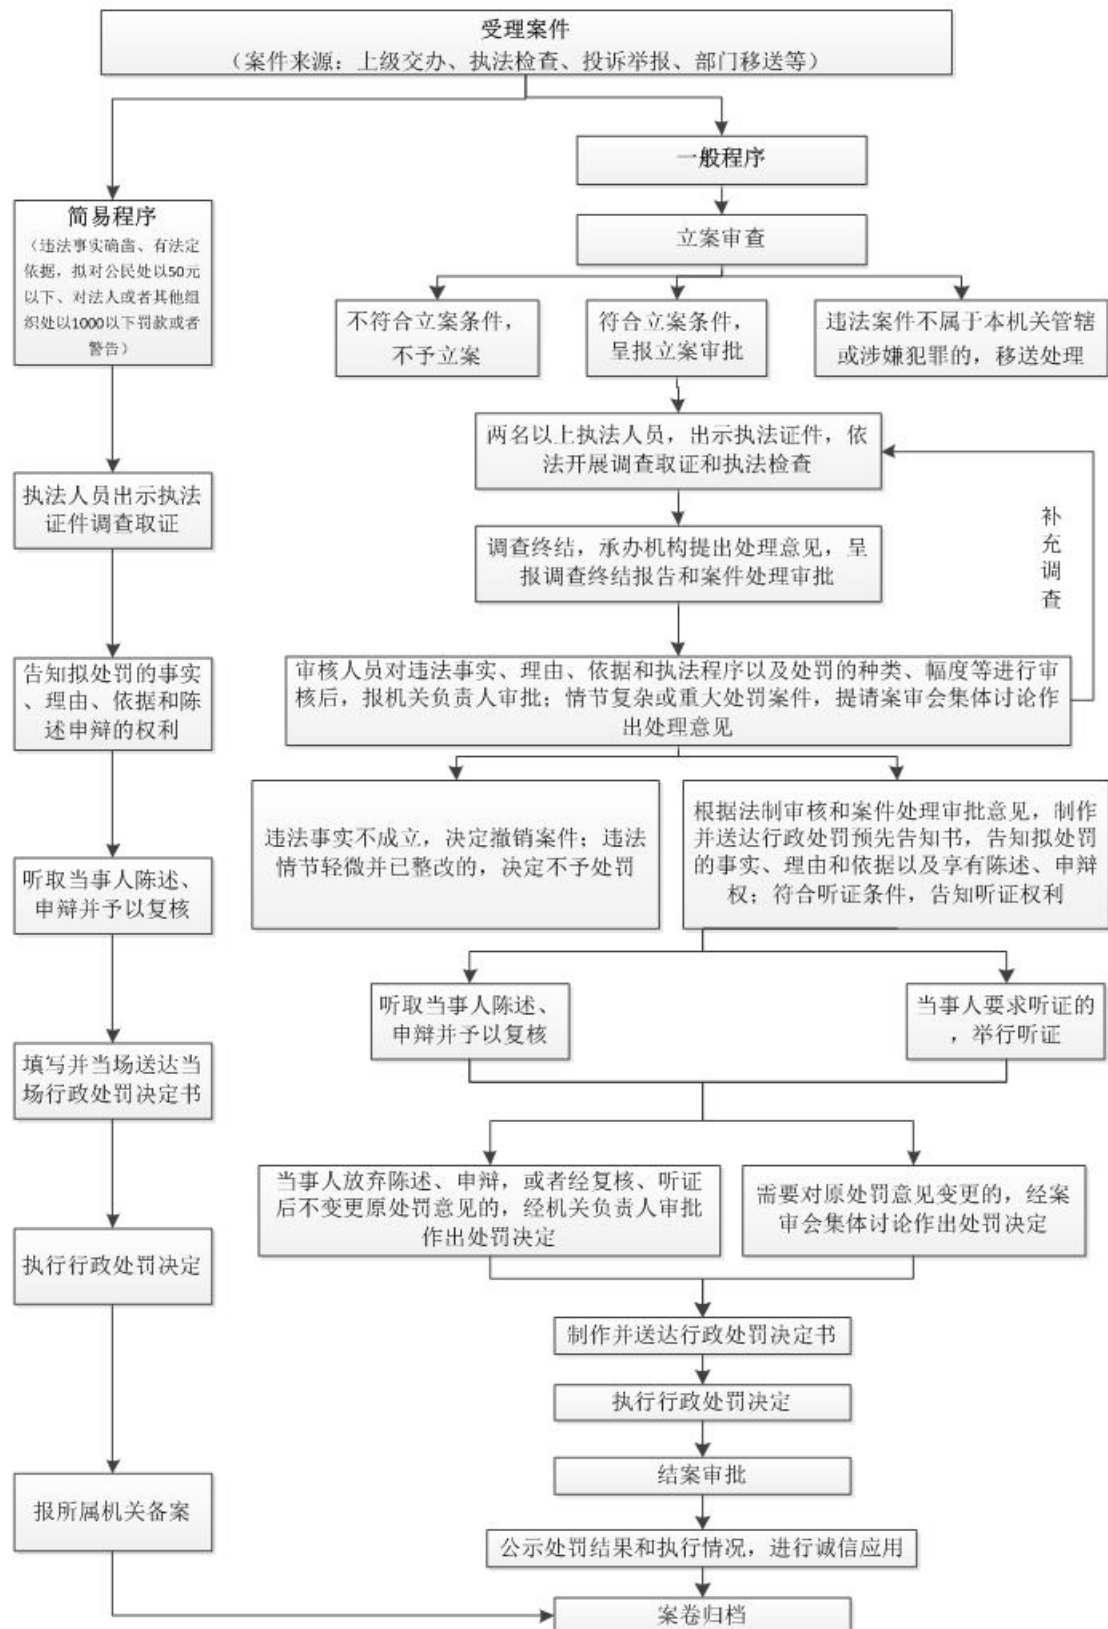 受理案件
（案件来源：上级交办、执法检查、投诉举报、部门移送等）
一般程序
简易程序
（违法事实确凿、有法定
依据，拟对公民处以50元
以下、对法人或者其他组
织处以1000以下罚款或者
警告）
立案审查
不符合立案条件，
不予立案
符合立案条件，
呈报立案审批
违法案件不属于本机关管辖
或涉嫌犯罪的，移送处理
两名以上执法人员，出示执法证件，依
法开展调查取证和执法检查
执法人员出示执法
证件调查取证
补
充
调
查
调查终结，承办机构提出处理意见，呈
报调查终结报告和案件处理审批
告知拟处罚的事实
、理由、依据和陈
述申辩的权利
审核人员对违法事实、理由、依据和执法程序以及处罚的种类、幅度等进行审
核后，报机关负责人审批；情节复杂或重大处罚案件，提请案审会集体讨论作
出处理意见
违法事实不成立，决定撤销案件；违法
情节轻微并已整改的，决定不予处罚
根据法制审核和案件处理审批意见，制作
并送达行政处罚预先告知书，告知拟处罚
的事实、理由和依据以及享有陈述、申辩
权；符合听证条件，告知听证权利
听取当事人陈述、
申辩并予以复核
听取当事人陈述、
申辩并予以复核
当事人要求听证的
，举行听证
填写并当场送达当
场行政处罚决定书
当事人放弃陈述、申辩，或者经复核、听证
后不变更原处罚意见的，经机关负责人审批
作出处罚决定
需要对原处罚意见变更的，经案
审会集体讨论作出处罚决定
执行行政处罚决定
制作并送达行政处罚决定书
执行行政处罚决定
结案审批
报所属机关备案
公示处罚结果和执行情况，进行诚信应用
案卷归档